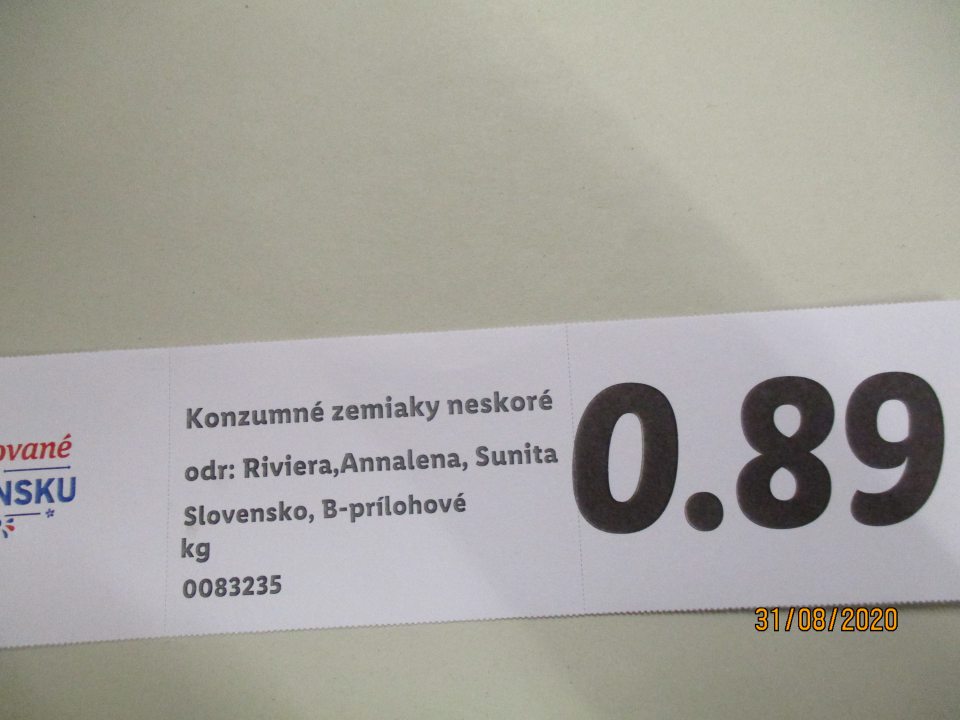 ované
NSKU
Konzumné zemiaky neskoré
odr: Riviera,Annalena, Sunita
Slovensko, B-prílohové
kg
0083235
0.89
31/08/2020